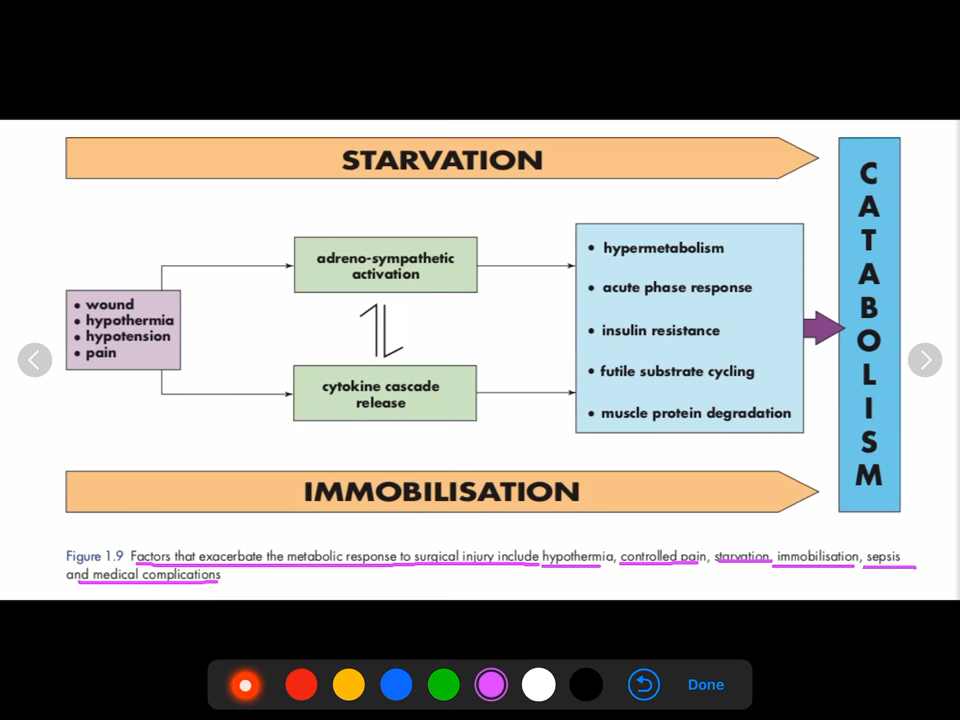 STARVATION
CATABOLISM
adreno-sympathetic
activation
• hypermetabolism
• acute phase response
• insulin resistance
• futile substrate cycling
• muscle protein degradation
• wound
• hypothermia
• hypotension
• pain
cytokine cascade
release
IMMOBILISATION
Figure 1.9 Factors that exacerbate the metabolic response to surgical injury include hypothermia, controlled pain, starvation, immobilisation, sepsis
and medical complications
Done